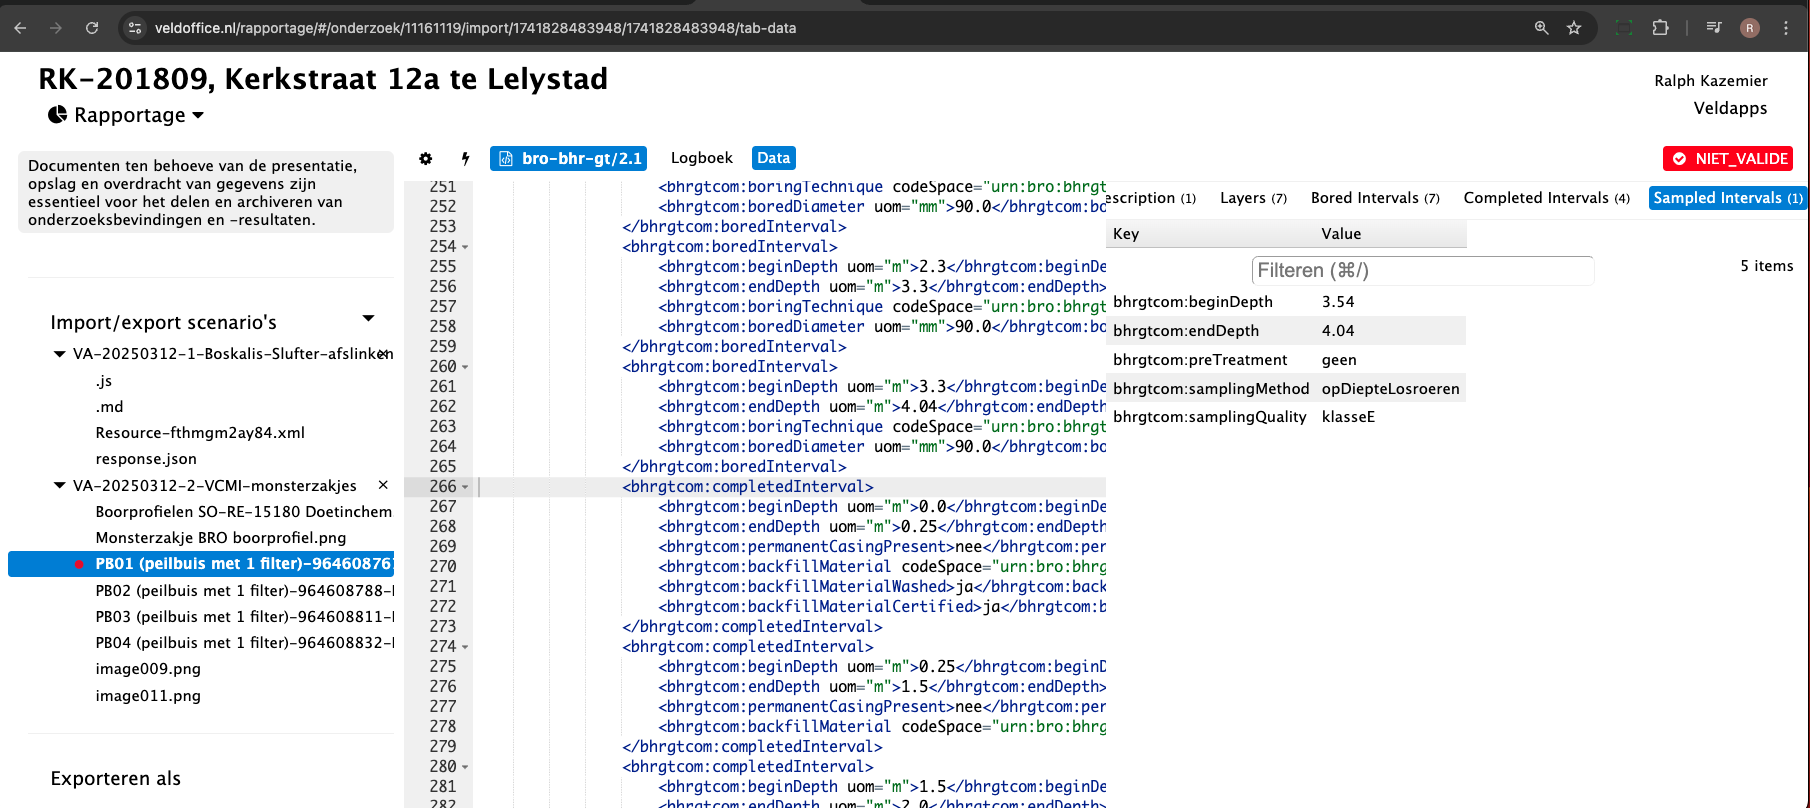 veldoffice.nl/rapportage/#/onderzoek/11161119/import/1741828483948/1741828483948/tab-data
R
RK-201809, Kerkstraat 12a te Lelystad
Rapportage
Ralph Kazemier
Veldapps
Documenten ten behoeve van de presentatie,
opslag en overdracht van gegevens zijn
essentieel voor het delen en archiveren van
onderzoeksbevindingen en -resultaten.
Import/export scenario's
VA-20250312-1-Boskalis-Slufter-afslinken
.js
.md
Resource-fthmgm2ay84.xml
response.json
VA-20250312-2-VCMI-monsterzakjes
Boorprofielen SO-RE-15180 Doetinchem
Monsterzakje BRO boorprofiel.png
PB01 (peilbuis met 1 filter)-96460876
PB02 (peilbuis met 1 filter)-964608788-
PB03 (peilbuis met 1 filter)-964608811-
PB04 (peilbuis met 1 filter)-964608832-
image009.png
image011.png
Exporteren als
bro-bhr-gt/2.1 Logboek Data NIET_VALIDE
251 <bhrgtcom:boringTechnique codeSpace="urn:bro:bhrgt
252 <bhrgtcom:boredDiameter uom="mm">90.0</bhrgtcom:bo
253 </bhrgtcom:boredInterval>
254 <bhrgtcom:boredInterval>
255 <bhrgtcom:beginDepth uom="m">2.3</bhrgtcom:beginDe
256 <bhrgtcom:endDepth uom="m">3.3</bhrgtcom:endDepth>
257 <bhrgtcom:boringTechnique codeSpace="urn:bro:bhrgt
258 <bhrgtcom:boredDiameter uom="mm">90.0</bhrgtcom:bo
259 </bhrgtcom:boredInterval>
260 <bhrgtcom:boredInterval>
261 <bhrgtcom:beginDepth uom="m">3.3</bhrgtcom:beginDe
262 <bhrgtcom:endDepth uom="m">4.04</bhrgtcom:endDepth
263 <bhrgtcom:boringTechnique codeSpace="urn:bro:bhrgt
264 <bhrgtcom:boredDiameter uom="mm">90.0</bhrgtcom:bo
265 </bhrgtcom:boredInterval>
266 <bhrgtcom:completedInterval>
267 <bhrgtcom:beginDepth uom="m">0.0</bhrgtcom:beginDe
268 <bhrgtcom:endDepth uom="m">0.25</bhrgtcom:endDepth
269 <bhrgtcom:permanentCasingPresent>nee</bhrgtcom:per
270 <bhrgtcom:backfillMaterial codeSpace="urn:bro:bhrg
271 <bhrgtcom:backfillMaterialWashed>ja</bhrgtcom:back
272 <bhrgtcom:backfillMaterialCertified>ja</bhrgtcom:b
273 </bhrgtcom:completedInterval>
274 <bhrgtcom:completedInterval>
275 <bhrgtcom:beginDepth uom="m">0.25</bhrgtcom:beginD
276 <bhrgtcom:endDepth uom="m">1.5</bhrgtcom:endDepth>
277 <bhrgtcom:permanentCasingPresent>nee</bhrgtcom:per
278 <bhrgtcom:backfillMaterial codeSpace="urn:bro:bhrg
279 </bhrgtcom:completedInterval>
280 <bhrgtcom:completedInterval>
281 <bhrgtcom:beginDepth uom="m">1.5</bhrgtcom:beginDe
282 <bhrgtcom:endDepth uom="m">2.0</bhrgtcom:endDepth>
escription (1) Layers (7) Bored Intervals (7) Completed Intervals (4) Sampled Intervals (1)
Key Value
Filteren (⌘/) 5 items
bhrgtcom:beginDepth 3.54
bhrgtcom:endDepth 4.04
bhrgtcom:preTreatment geen
bhrgtcom:samplingMethod opDiepteLosroeren
bhrgtcom:samplingQuality klasseE